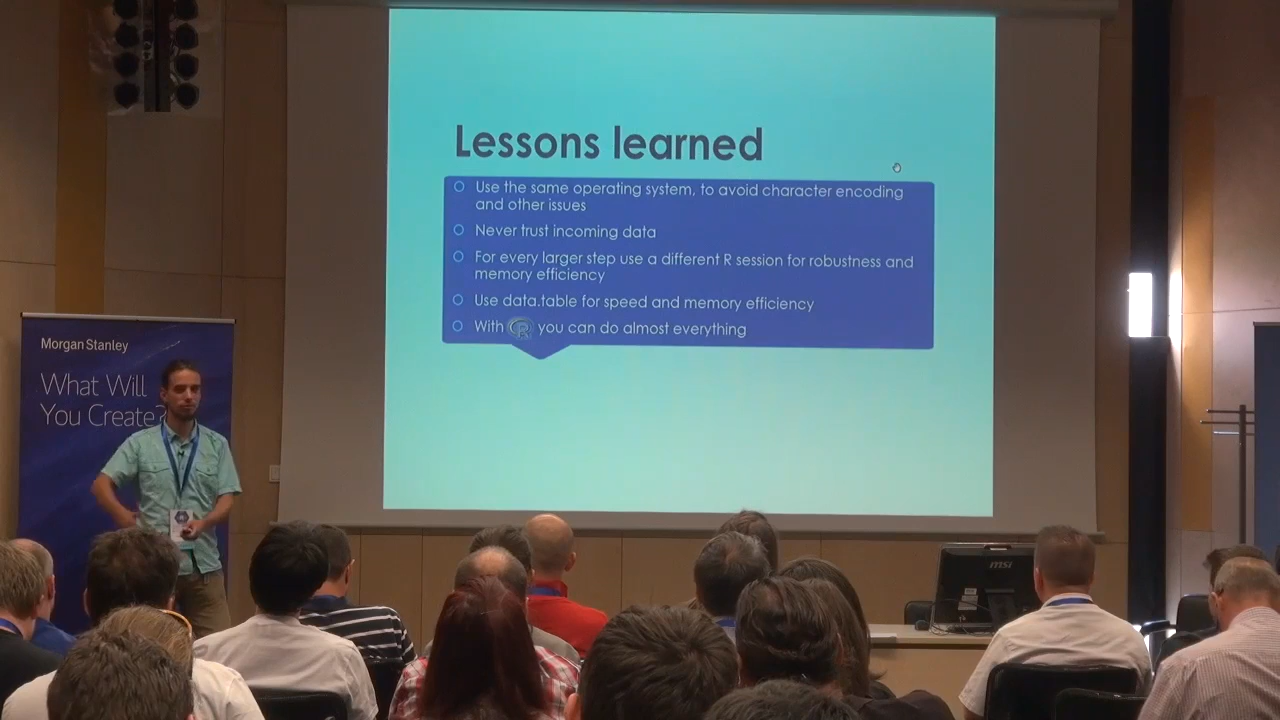 Lessons learned
Use the same operating system, to avoid character encoding
and other issues
Never trust incoming data
For every larger step use a different R session for robustness and
memory efficiency
Use data.table for speed and memory efficiency
With R you can do almost everything
Morgan Stanley
What Will
You Create?
msi